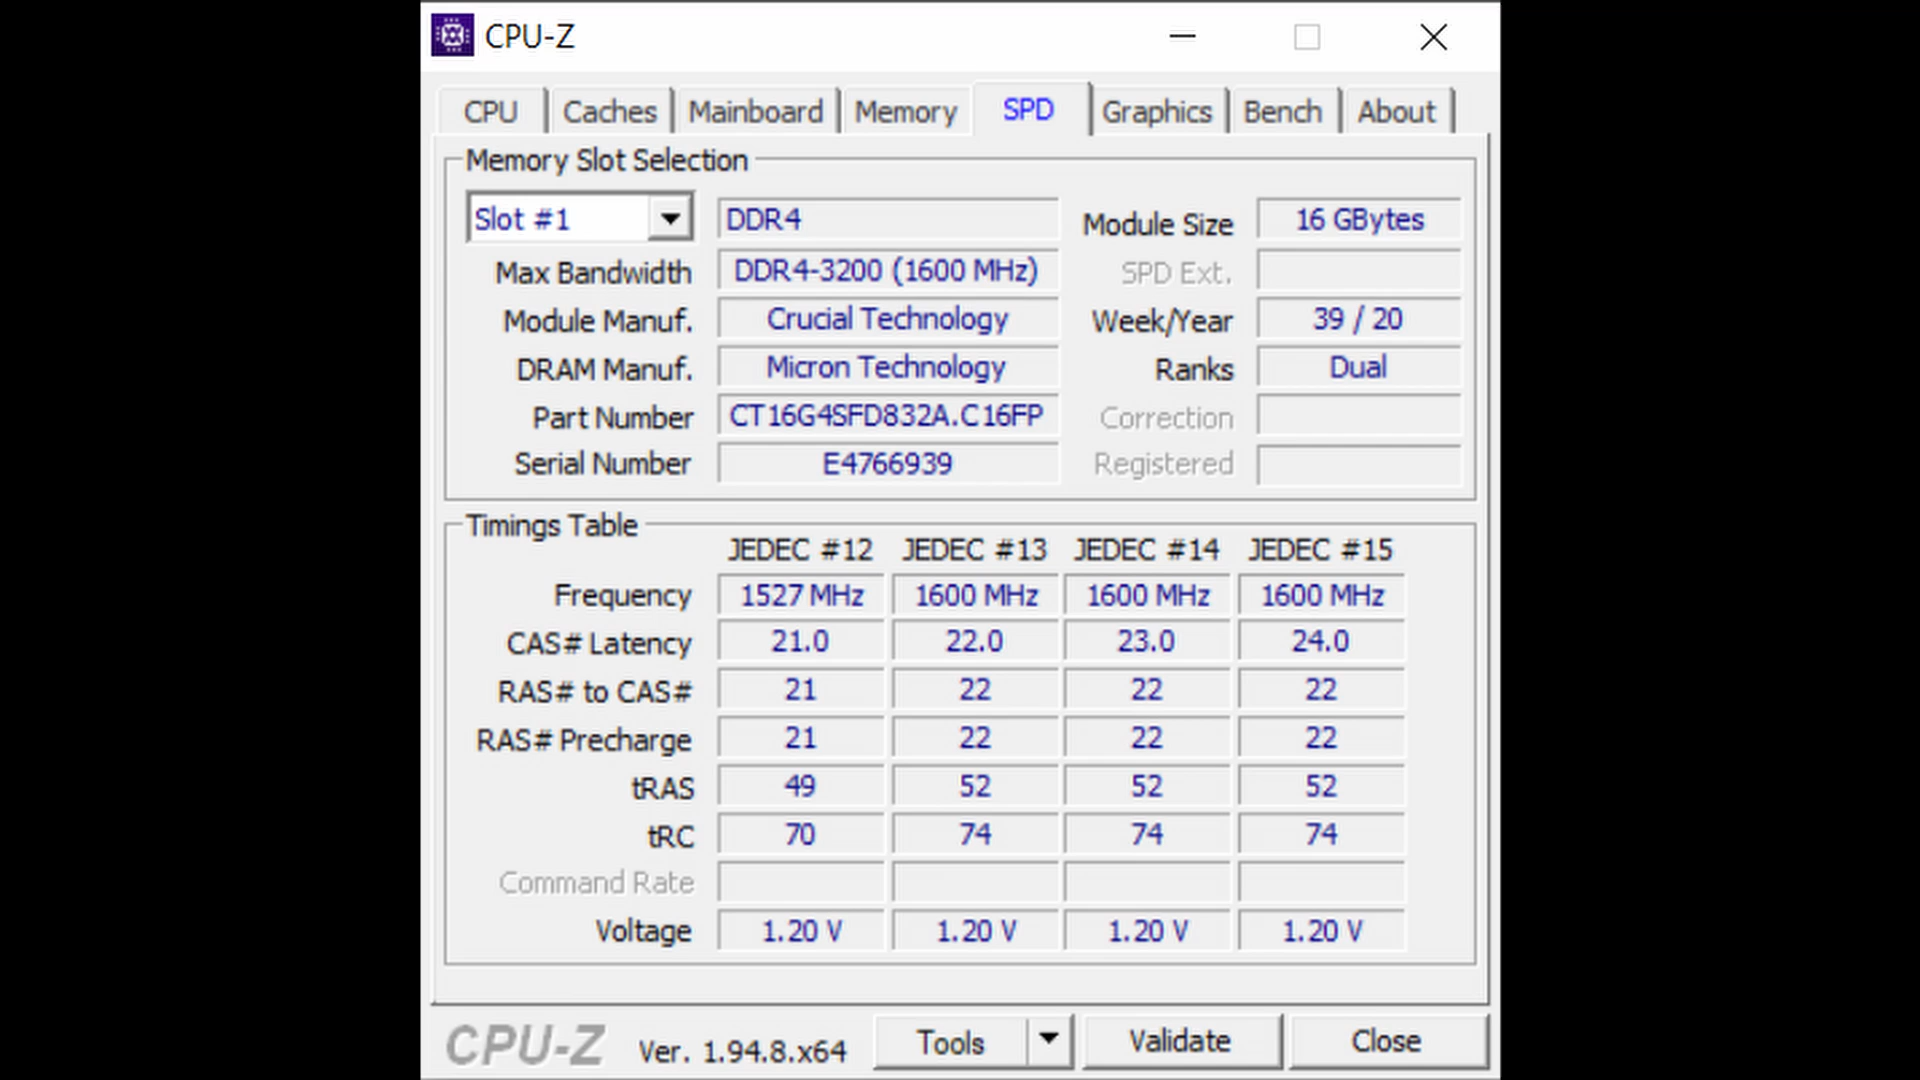 CPU-Z
CPU Caches Mainboard Memory SPD Graphics Bench About
Memory Slot Selection
Slot #1 DDR4 Module Size 16 GBytes
Max Bandwidth DDR4-3200 (1600 MHz) SPD Ext.
Module Manuf. Crucial Technology Week/Year 39 / 20
DRAM Manuf. Micron Technology Ranks Dual
Part Number CT16G4SFD832A.C16FP Correction
Serial Number E4766939 Registered
Timings Table
JEDEC #12 JEDEC #13 JEDEC #14 JEDEC #15
Frequency 1527 MHz 1600 MHz 1600 MHz 1600 MHz
CAS# Latency 21.0 22.0 23.0 24.0
RAS# to CAS# 21 22 22 22
RAS# Precharge 21 22 22 22
tRAS 49 52 52 52
tRC 70 74 74 74
Command Rate
Voltage 1.20 V 1.20 V 1.20 V 1.20 V
CPU-Z Ver. 1.94.8.x64 Tools Validate Close